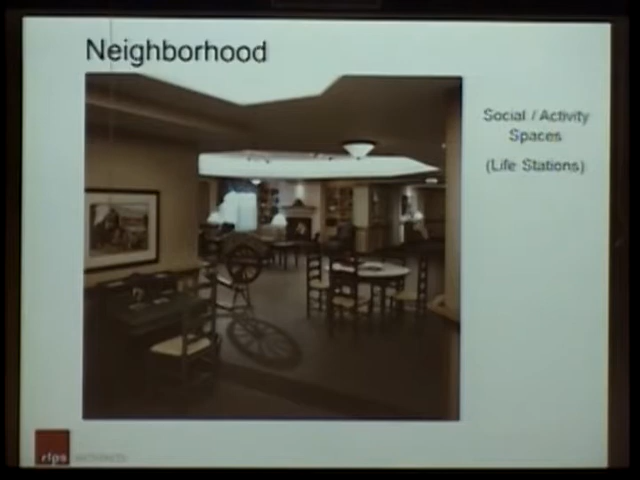 Neighborhood
Social / Activity
Spaces
(Life Stations)
rlps